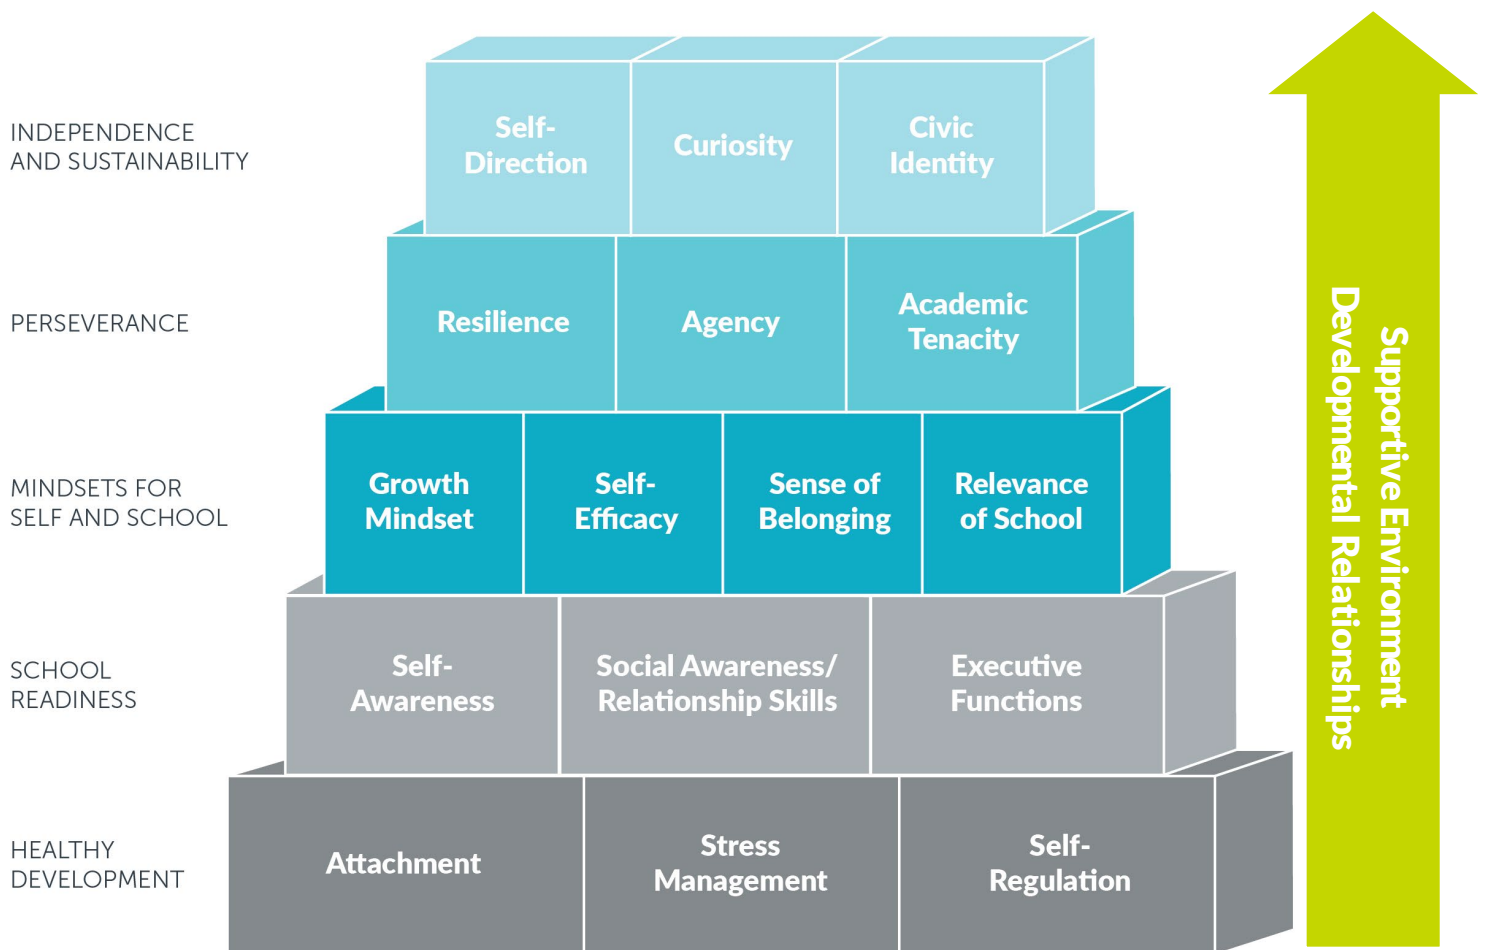 INDEPENDENCE
AND SUSTAINABILITY
Self-
Direction
Curiosity
Civic
Identity
PERSEVERANCE
Resilience
Agency
Academic
Tenacity
MINDSETS FOR
SELF AND SCHOOL
Growth
Mindset
Self-
Efficacy
Sense of
Belonging
Relevance
of School
SCHOOL
READINESS
Self-
Awareness
Social Awareness/
Relationship Skills
Executive
Functions
HEALTHY
DEVELOPMENT
Attachment
Stress
Management
Self-
Regulation
Supportive Environment
Developmental Relationships